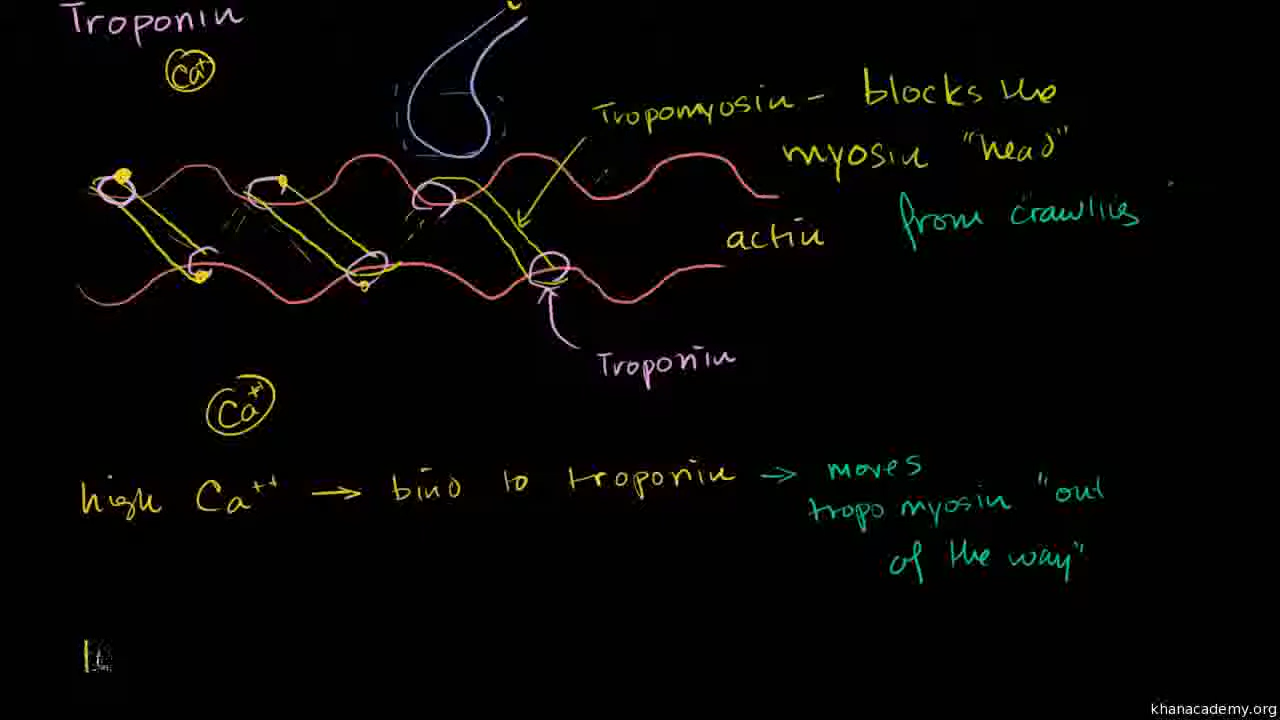 Troponin
Ca+
Tropomyosin - blocks the
myosin "head"
from crawling
actin
Troponin
Ca+
high Ca++ → bind to troponin → moves
tropomyosin "out
of the way"
khanacademy.org